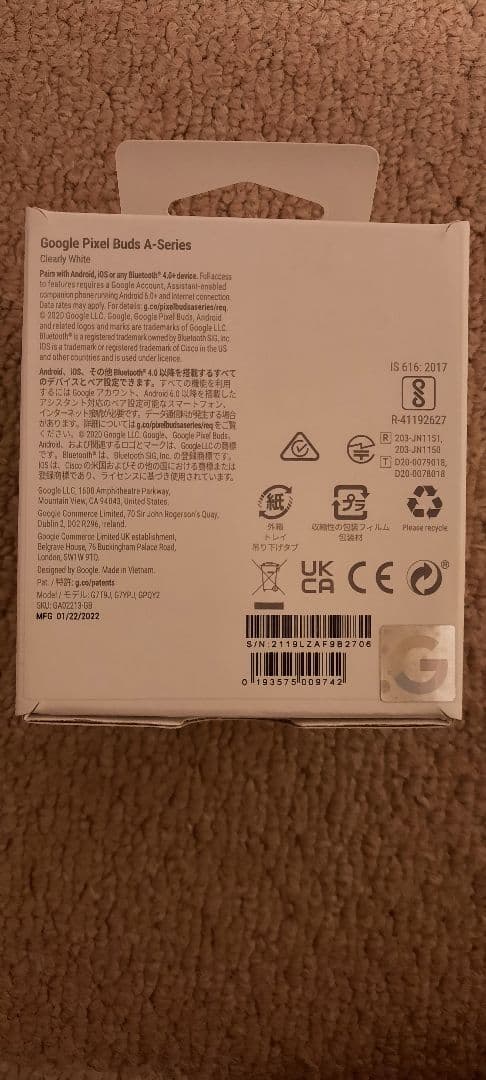 Google Pixel Buds A-Series
Clearly White
Pairs with Android, iOS or any Bluetooth® 4.0+ device. Full access
to features requires a Google Account, Assistant-enabled
companion phone running Android 6.0+ and internet connection.
Data rates may apply. For details: g.co/pixelbudsaseries/req.
© 2020 Google LLC. Google, Google Pixel Buds, Android
and related logos and marks are trademarks of Google LLC.
Bluetooth® is a registered trademark owned by Bluetooth SIG, Inc.
IOS is a trademark or registered trademark of Cisco in the US
and other countries and is used under licence.
Android、iOS、その他 Bluetooth® 4.0 以降を搭載するすべて
のデバイスとペア設定できます。すべての機能を利用
するには Google アカウント、Android 6.0 以降を搭載した
アシスタント対応のペア設定可能なスマートフォン、
インターネット接続が必要です。データ通信料が発生する場合
があります。詳細については g.co/pixelbudsaseries/req をご覧
ください。© 2020 Google LLC. Google、Google Pixel Buds、
Android、および関連するロゴとマークは、Google LLC の商標
です。Bluetooth® は、Bluetooth SIG, Inc. の登録商標です。
IOS は、Cisco の米国およびその他の国における商標または
登録商標であり、ライセンスに基づき使用されています。
Google LLC, 1600 Amphitheatre Parkway,
Mountain View, CA 94043, United States.
Google Commerce Limited, 70 Sir John Rogerson's Quay,
Dublin 2, D02 R296, Ireland.
Google Commerce Limited UK establishment,
Belgrave House, 76 Buckingham Palace Road,
London, SW1W 9TQ.
Designed by Google. Made in Vietnam.
Pat. / 特許: g.co/patents
Model / モデル: G7T9J, G7YPJ, GPQY2
SKU: GA02213-GB
MFG 01/22/2022
IS 616: 2017
R-41192627
R 203-JN1151,
203-JN1150
T D20-0079018,
D20-0078018
紙
外箱
トレイ
吊り下げタブ
プラ
収縮性の包装フィルム
包装材
Please recycle
UK
CA
CE
S/N:2119LZAF9B2706
0 193575 009742
G